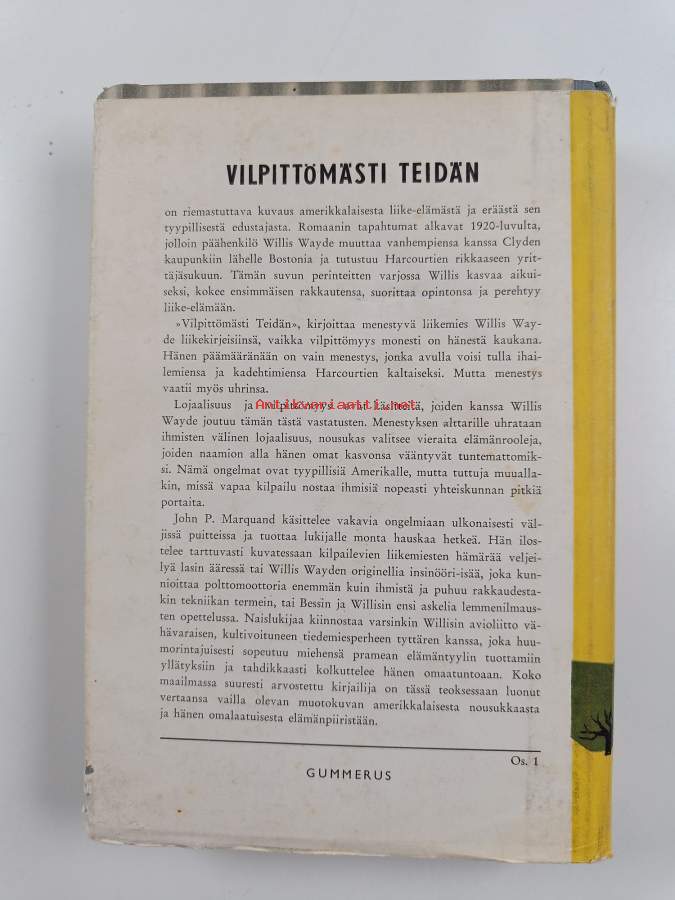 VILPITTÖMÄSTI TEIDÄN
on riemastuttava kuvaus amerikkalaisesta liike-elämästä ja eräästä sen
tyypillisestä edustajasta. Romaanin tapahtumat alkavat 1920-luvulta,
jolloin päähenkilö Willis Wayde muuttaa vanhempiensa kanssa Clyden
kaupunkiin lähelle Bostonia ja tutustuu Harcourtien rikkaaseen yrit-
täjäsukuun. Tämän suvun perinteitten varjossa Willis kasvaa aikui-
seksi, kokee ensimmäisen rakkautensa, suorittaa opintonsa ja perehtyy
liike-elämään.
»Vilpittömästi Teidän», kirjoittaa menestyvä liikemies Willis Way-
de liikekirjeisiinsä, vaikka vilpittömyys monesti on hänestä kaukana.
Hänen päämääränään on vain menestys, jonka avulla voisi tulla ihai-
lemiensa ja kadehtimiensa Harcourtien kaltaiseksi. Mutta menestys
vaatii myös uhrinsa.
Lojaalisuus ja vilpittömyys ovat käsitteitä, joiden kanssa Willis
Antikvariaatti.net
Wayde joutuu tämän tästä vastatusten. Menestyksen alttarille uhrataan
ihmisten välinen lojaalisuus, nousukas valitsee vieraita elämänrooleja,
joiden naamion alla hänen omat kasvonsa vääntyvät tuntemattomik-
si. Nämä ongelmat ovat tyypillisiä Amerikalle, mutta tuttuja muualla-
kin, missä vapaa kilpailu nostaa ihmisiä nopeasti yhteiskunnan pitkiä
portaita.
John P. Marquand käsittelee vakavia ongelmiaan ulkonaisesti väl-
jissä puitteissa ja tuottaa lukijalle monta hauskaa hetkeä. Hän ilos-
telee tarttuvasti kuvatessaan kilpailevien liikemiesten hämärää veljei-
lyä lasin ääressä tai Willis Wayden originellia insinööri-isää, joka kun-
nioittaa polttomoottoria enemmän kuin ihmistä ja puhuu rakkaudesta-
kin tekniikan termein, tai Bessin ja Willisin ensi askelia lemmenilmaus-
ten opettelussa. Naislukijaa kiinnostaa varsinkin Willisin avioliitto vä-
hävaraisen, kultivoituneen tiedemiesperheen tyttären kanssa, joka huu-
morintajuisesti sopeutuu miehensä pramean elämäntyylin tuottamiin
yllätyksiin ja tahdikkaasti kolkuttelee hänen omaatuntoaan. Koko
maailmassa suuresti arvostettu kirjailija on tässä teoksessaan luonut
vertaansa vailla olevan muotokuvan amerikkalaisesta nousukkaasta
ja hänen omalaatuisesta elämänpiiristään.
Os. 1
GUMMERUS